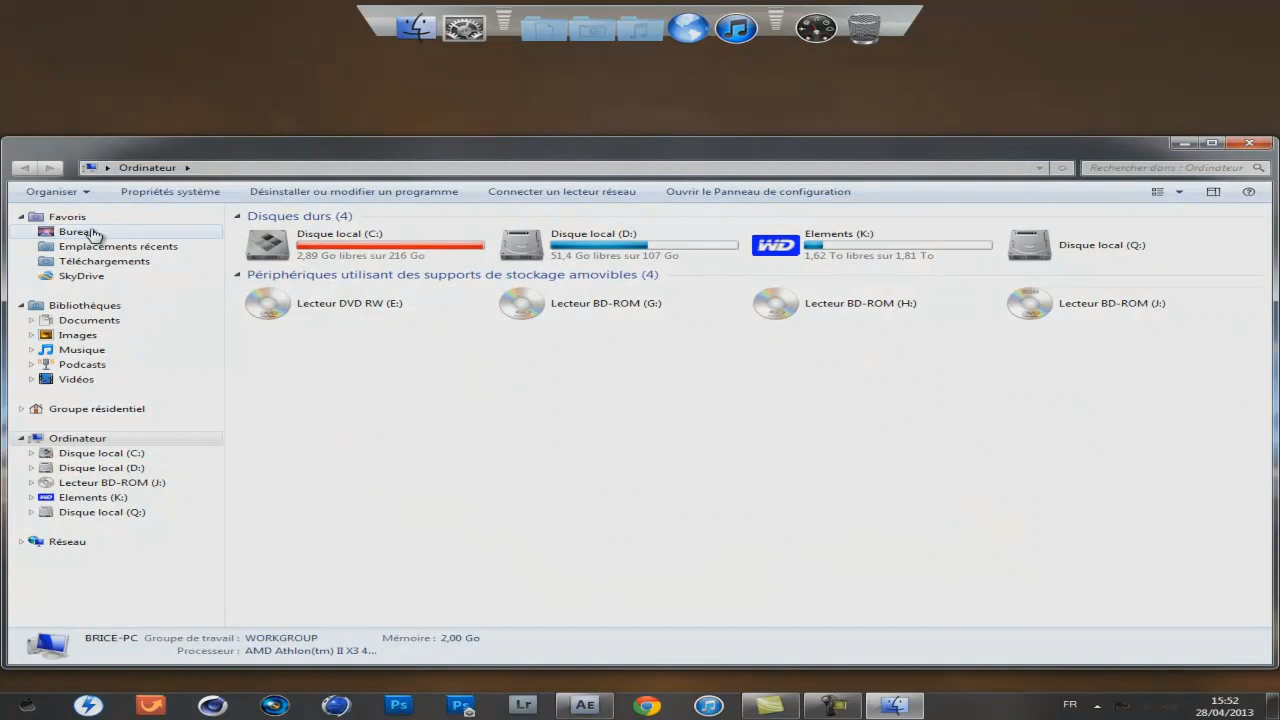 Ordinateur
Rechercher dans : Ordinateur
Organiser
Propriétés système
Désinstaller ou modifier un programme
Connecter un lecteur réseau
Ouvrir le Panneau de configuration
Favoris
Bureau
Emplacements récents
Téléchargements
SkyDrive
Bibliothèques
Documents
Images
Musique
Podcasts
Vidéos
Groupe résidentiel
Ordinateur
Disque local (C:)
Disque local (D:)
Lecteur BD-ROM (J:)
Elements (K:)
Disque local (Q:)
Réseau
Disques durs (4)
Disque local (C:)
2,89 Go libres sur 216 Go
Disque local (D:)
51,4 Go libres sur 107 Go
WD
Elements (K:)
1,62 To libres sur 1,81 To
Disque local (Q:)
Périphériques utilisant des supports de stockage amovibles (4)
Lecteur DVD RW (E:)
Lecteur BD-ROM (G:)
Lecteur BD-ROM (H:)
Lecteur BD-ROM (J:)
BRICE-PC Groupe de travail : WORKGROUP Mémoire : 2,00 Go
Processeur : AMD Athlon(tm) II X3 4...
Ps
Ps
Lr
AE
FR
15:52
28/04/2013